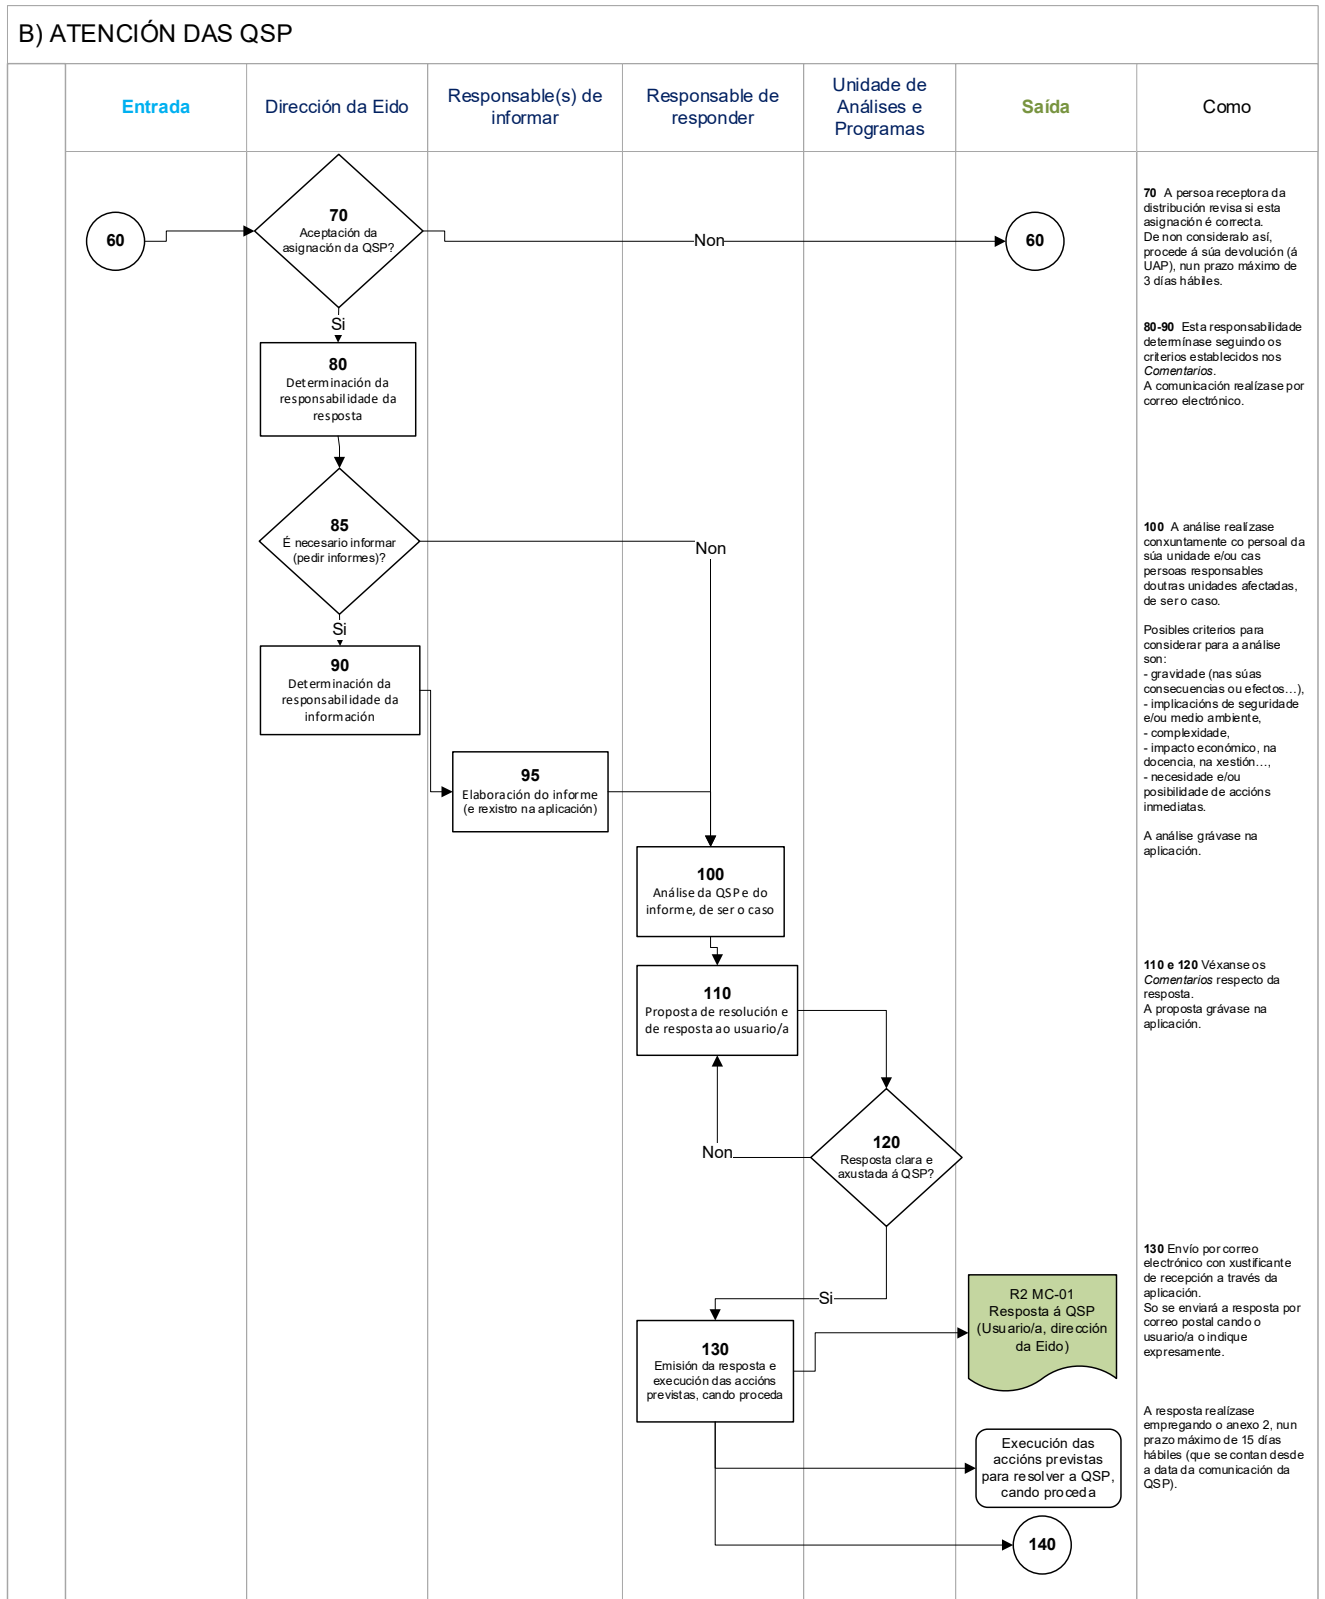 B) ATENCIÓN DAS QSP
Entrada
Dirección da Eido
Responsable(s) de
informar
Responsable de
responder
Unidade de
Análises e
Programas
Saída
Como
60
70
Aceptación da
asignación da QSP?
Non
60
Si
80
Determinación da
responsabilidade da
resposta
85
É necesario informar
(pedir informes)?
Non
Si
90
Determinación da
responsabilidade da
información
95
Elaboración do informe
(e rexistro na aplicación)
100
Análise da QSP e do
informe, de ser o caso
110
Proposta de resolución e
de resposta ao usuario/a
120
Resposta clara e
axustada á QSP?
Non
Si
130
Emisión da resposta e
execución das accións
previstas, cando proceda
R2 MC-01
Resposta á QSP
(Usuario/a, dirección
da Eido)
Execución das
accións previstas
para resolver a QSP,
cando proceda
140
70 A persoa receptora da
distribución revisa si esta
asignación é correcta.
De non consideralo así,
procede á súa devolución (á
UAP), nun prazo máximo de
3 días hábiles.
80-90 Esta responsabilidade
determínase seguindo os
criterios establecidos nos
Comentarios.
A comunicación realízase por
correo electrónico.
100 A análise realízase
conxuntamente co persoal da
súa unidade e/ou cas
persoas responsables
doutras unidades afectadas,
de ser o caso.
Posibles criterios para
considerar para a análise
son:
- gravidade (nas súas
consecuencias ou efectos…),
- implicacións de seguridade
e/ou medio ambiente,
- complexidade,
- impacto económico, na
docencia, na xestión…,
- necesidade e/ou
posibilidade de accións
inmediatas.
A análise grávase na
aplicación.
110 e 120 Véxanse os
Comentarios respecto da
resposta.
A proposta grávase na
aplicación.
130 Envío por correo
electrónico con xustificante
de recepción a través da
aplicación.
So se enviará a resposta por
correo postal cando o
usuario/a o indique
expresamente.
A resposta realízase
empregando o anexo 2, nun
prazo máximo de 15 días
hábiles (que se contan desde
a data da comunicación da
QSP).